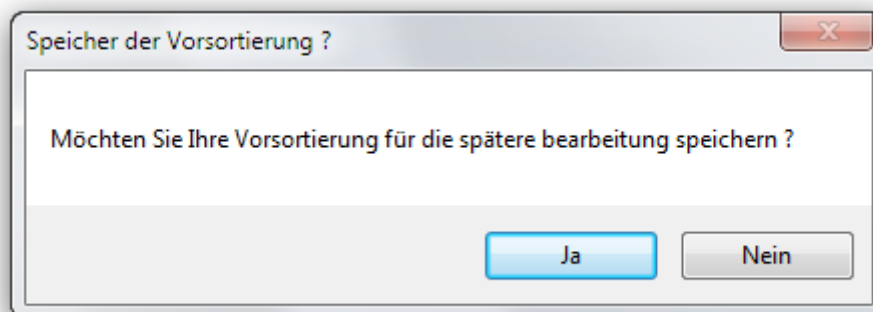 Speicher der Vorsortierung ?
Möchten Sie Ihre Vorsortierung für die spätere bearbeitung speichern ?
Ja
Nein